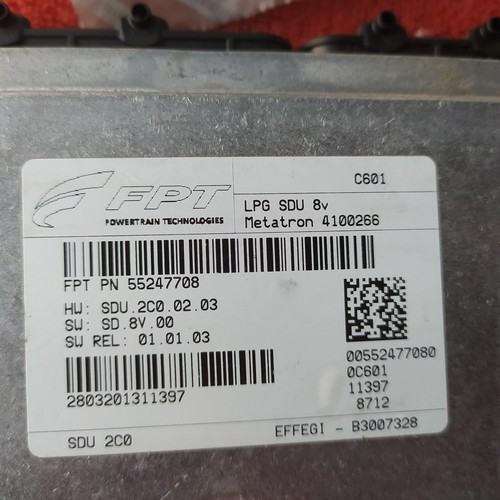 C601
FPT
POWERTRAIN TECHNOLOGIES
LPG SDU 8v
Metatron 4100266
FPT PN 55247708
HW: SDU.2C0.02.03
SW: SD.8V.00
SW REL: 01.01.03
00552477080
0C601
11397
8712
2803201311397
SDU 2C0
EFFEGI - B3007328